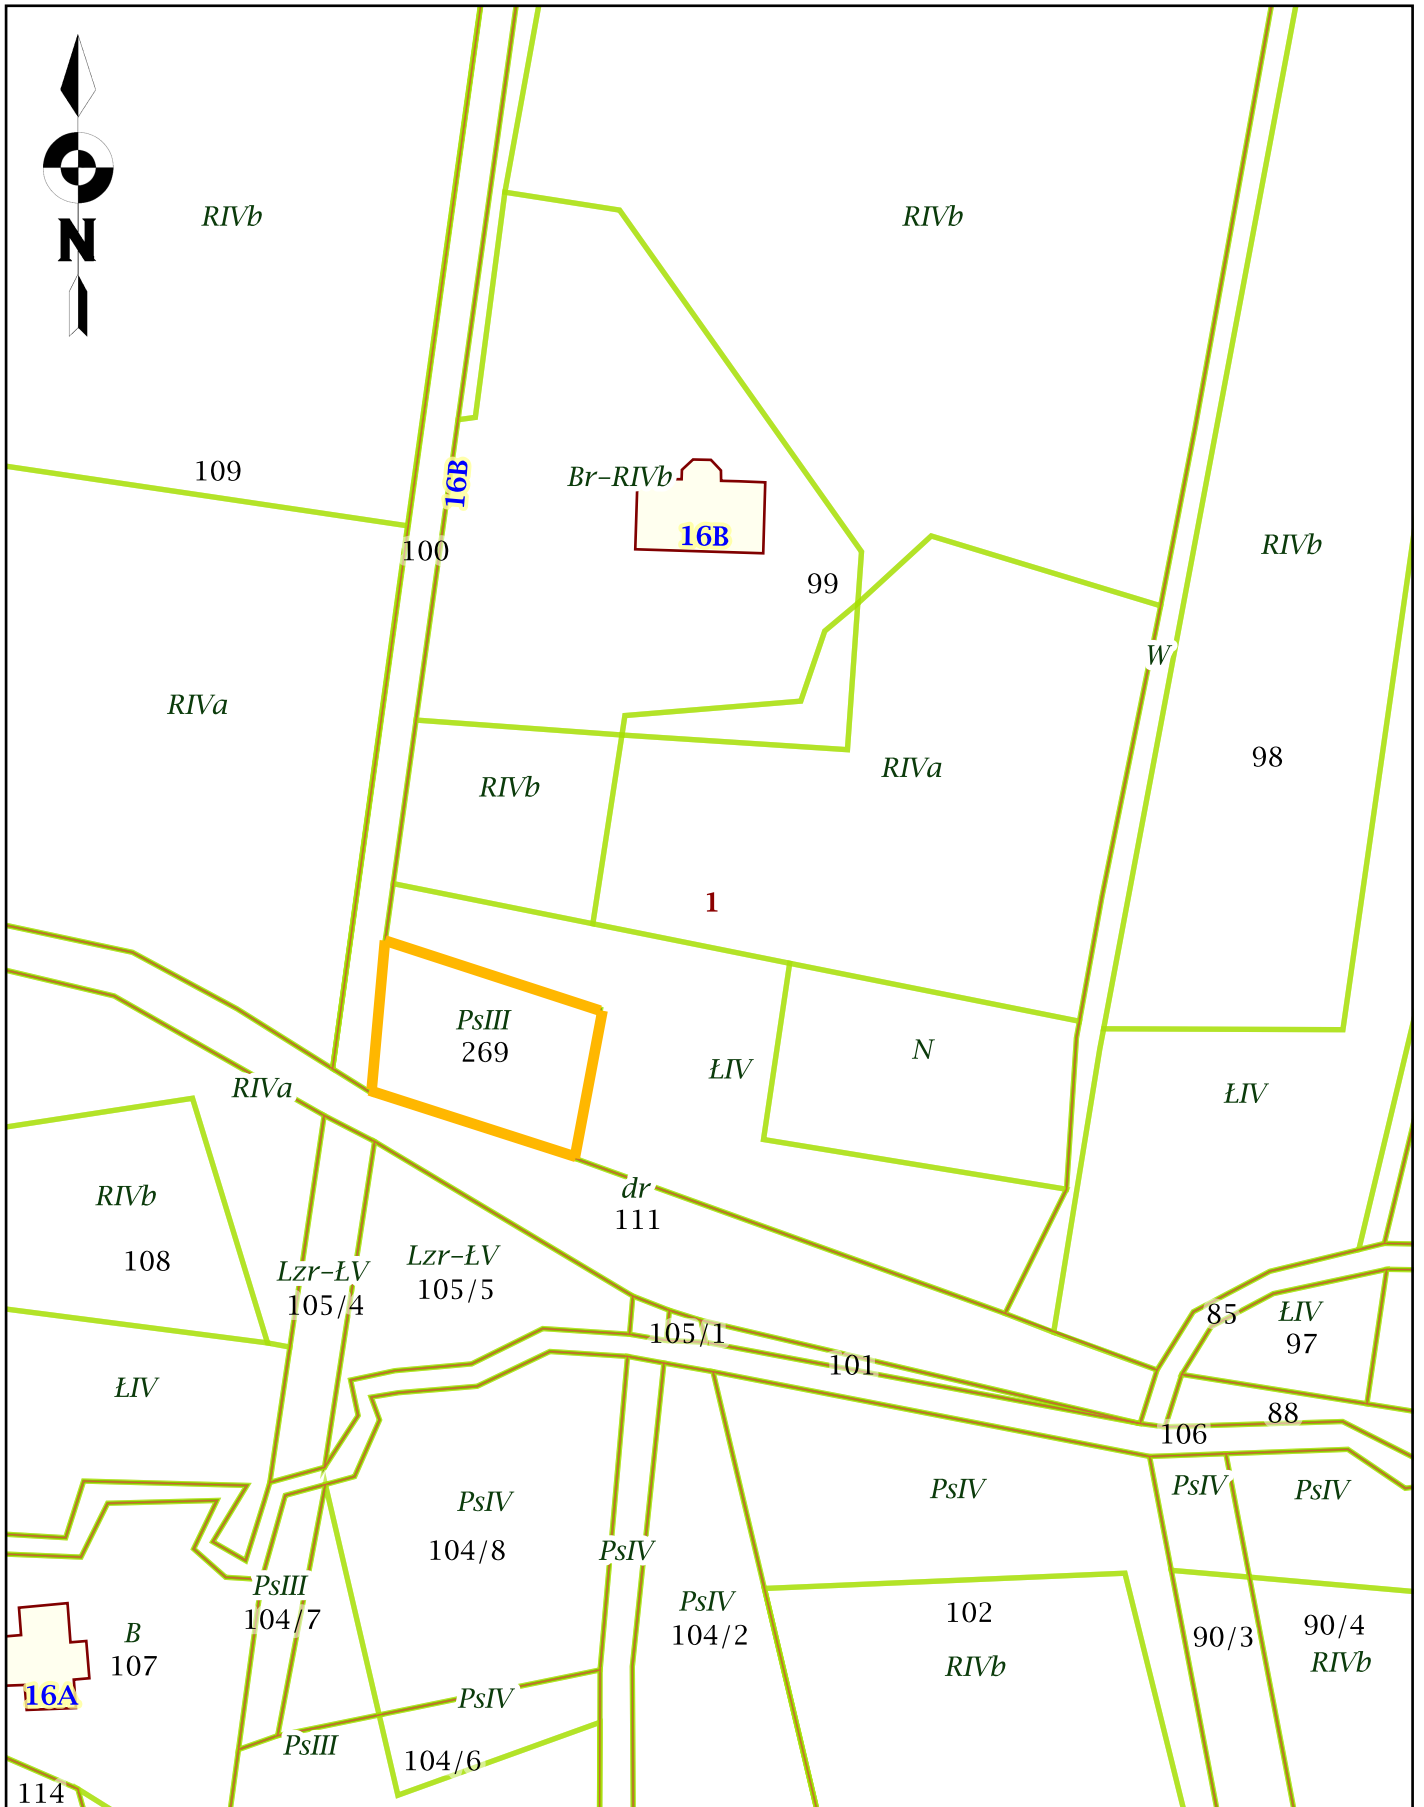 RIVb
RIVb
N
109
16B
Br-RIVb
16B
100
99
RIVb
W
RIVa
98
RIVb
RIVa
1
PsIII
269
N
ŁIV
RIVa
ŁIV
RIVb
dr
111
108
Lzr-ŁV
105/4
Lzr-ŁV
105/5
85
ŁIV
97
105/1
101
ŁIV
88
106
PsIV
PsIV
PsIV
PsIV
104/8
PsIV
PsIII
104/7
PsIV
104/2
102
RIVb
90/3
90/4
RIVb
B
107
16A
PsIV
PsIII
104/6
114